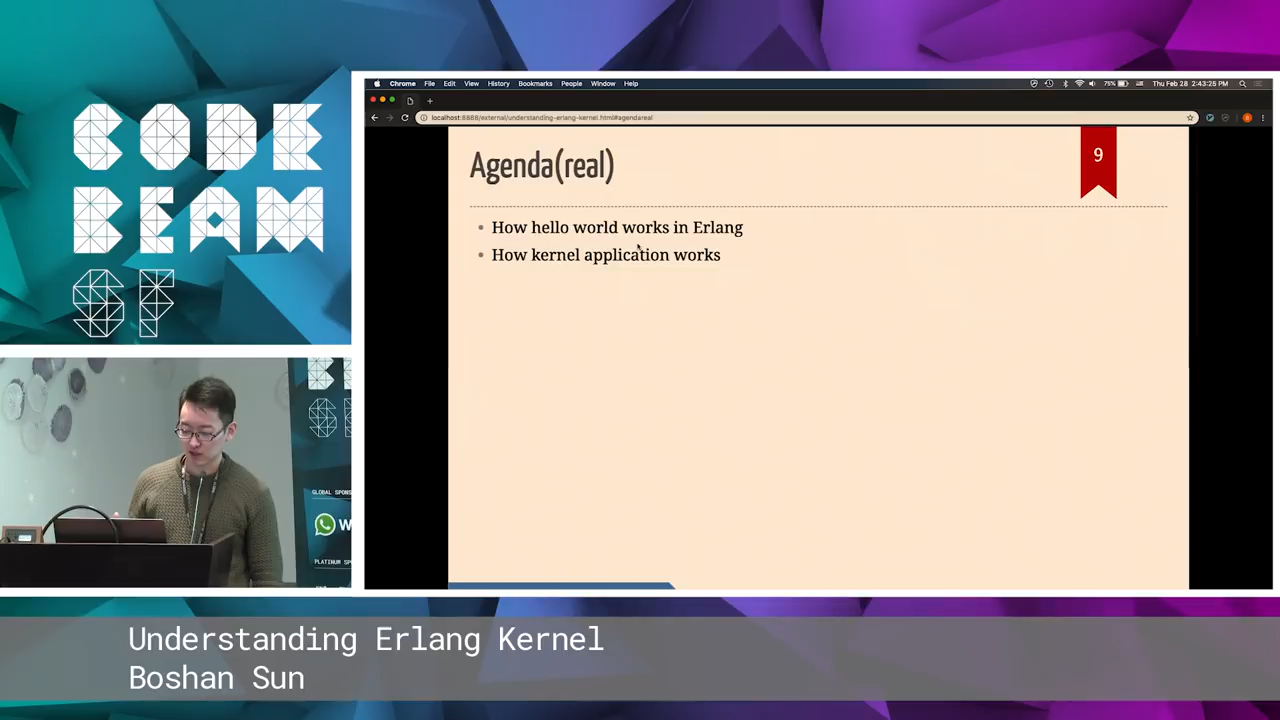 CODE
BEAM
SF
Chrome File Edit View History Bookmarks People Window Help
75%
Thu Feb 28 2:43:25 PM
localhost:8888/external/understanding-erlang-kernel.html#agendareal
Agenda(real)
9
How hello world works in Erlang
How kernel application works
GLOBAL SPONS
W
PLATINUM SPO
Understanding Erlang Kernel
Boshan Sun